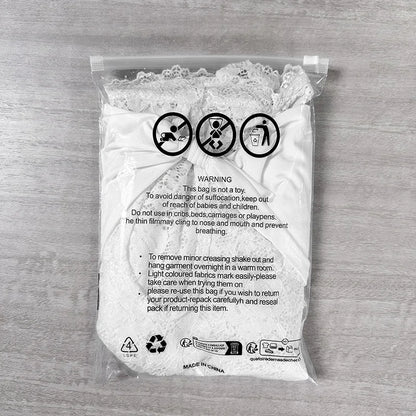 WARNING
This bag is not a toy.
To avoid danger of suffocation,keep out
of reach of babies and children.
Do not use in cribs,beds,carriages or playpens.
The,thin filmmay cling to nose and mouth and prevent
breathing.
• To remove minor creasing shake out and
hang garment overnight in a warm room.
• Light coloured fabrics mark easily-please
take care when trying them on
please re-use this bag if you wish to return
your product-repack carefullyh and reseal
pack if returning this item.
4
LDPE
MADE IN CHINA